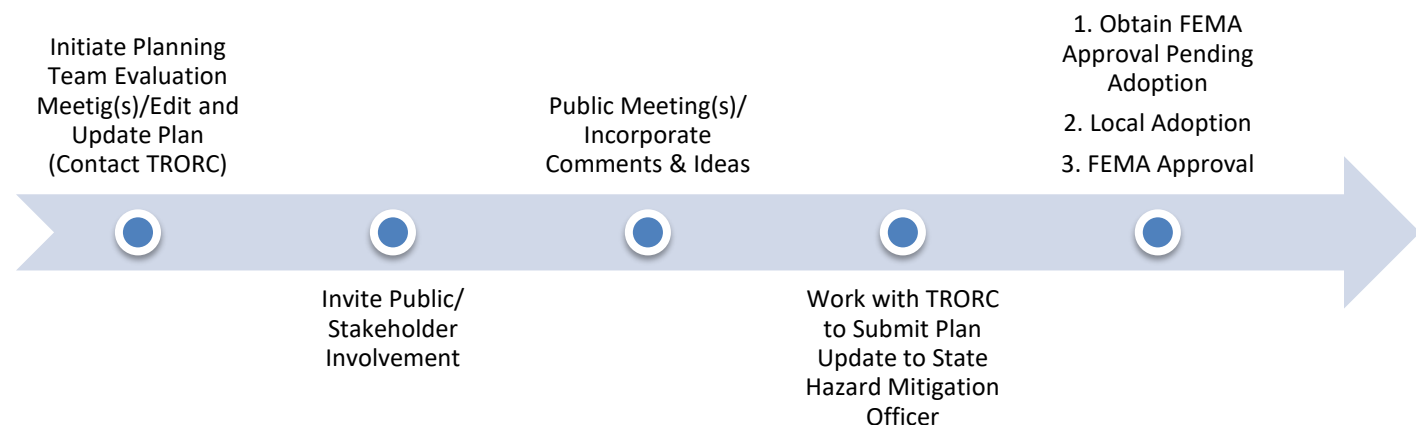 Initiate Planning
Team Evaluation
Meetig(s)/Edit and
Update Plan
(Contact TRORC)
Invite Public/
Stakeholder
Involvement
Public Meeting(s)/
Incorporate
Comments & Ideas
Work with TRORC
to Submit Plan
Update to State
Hazard Mitigation
Officer
1. Obtain FEMA
Approval Pending
Adoption
2. Local Adoption
3. FEMA Approval